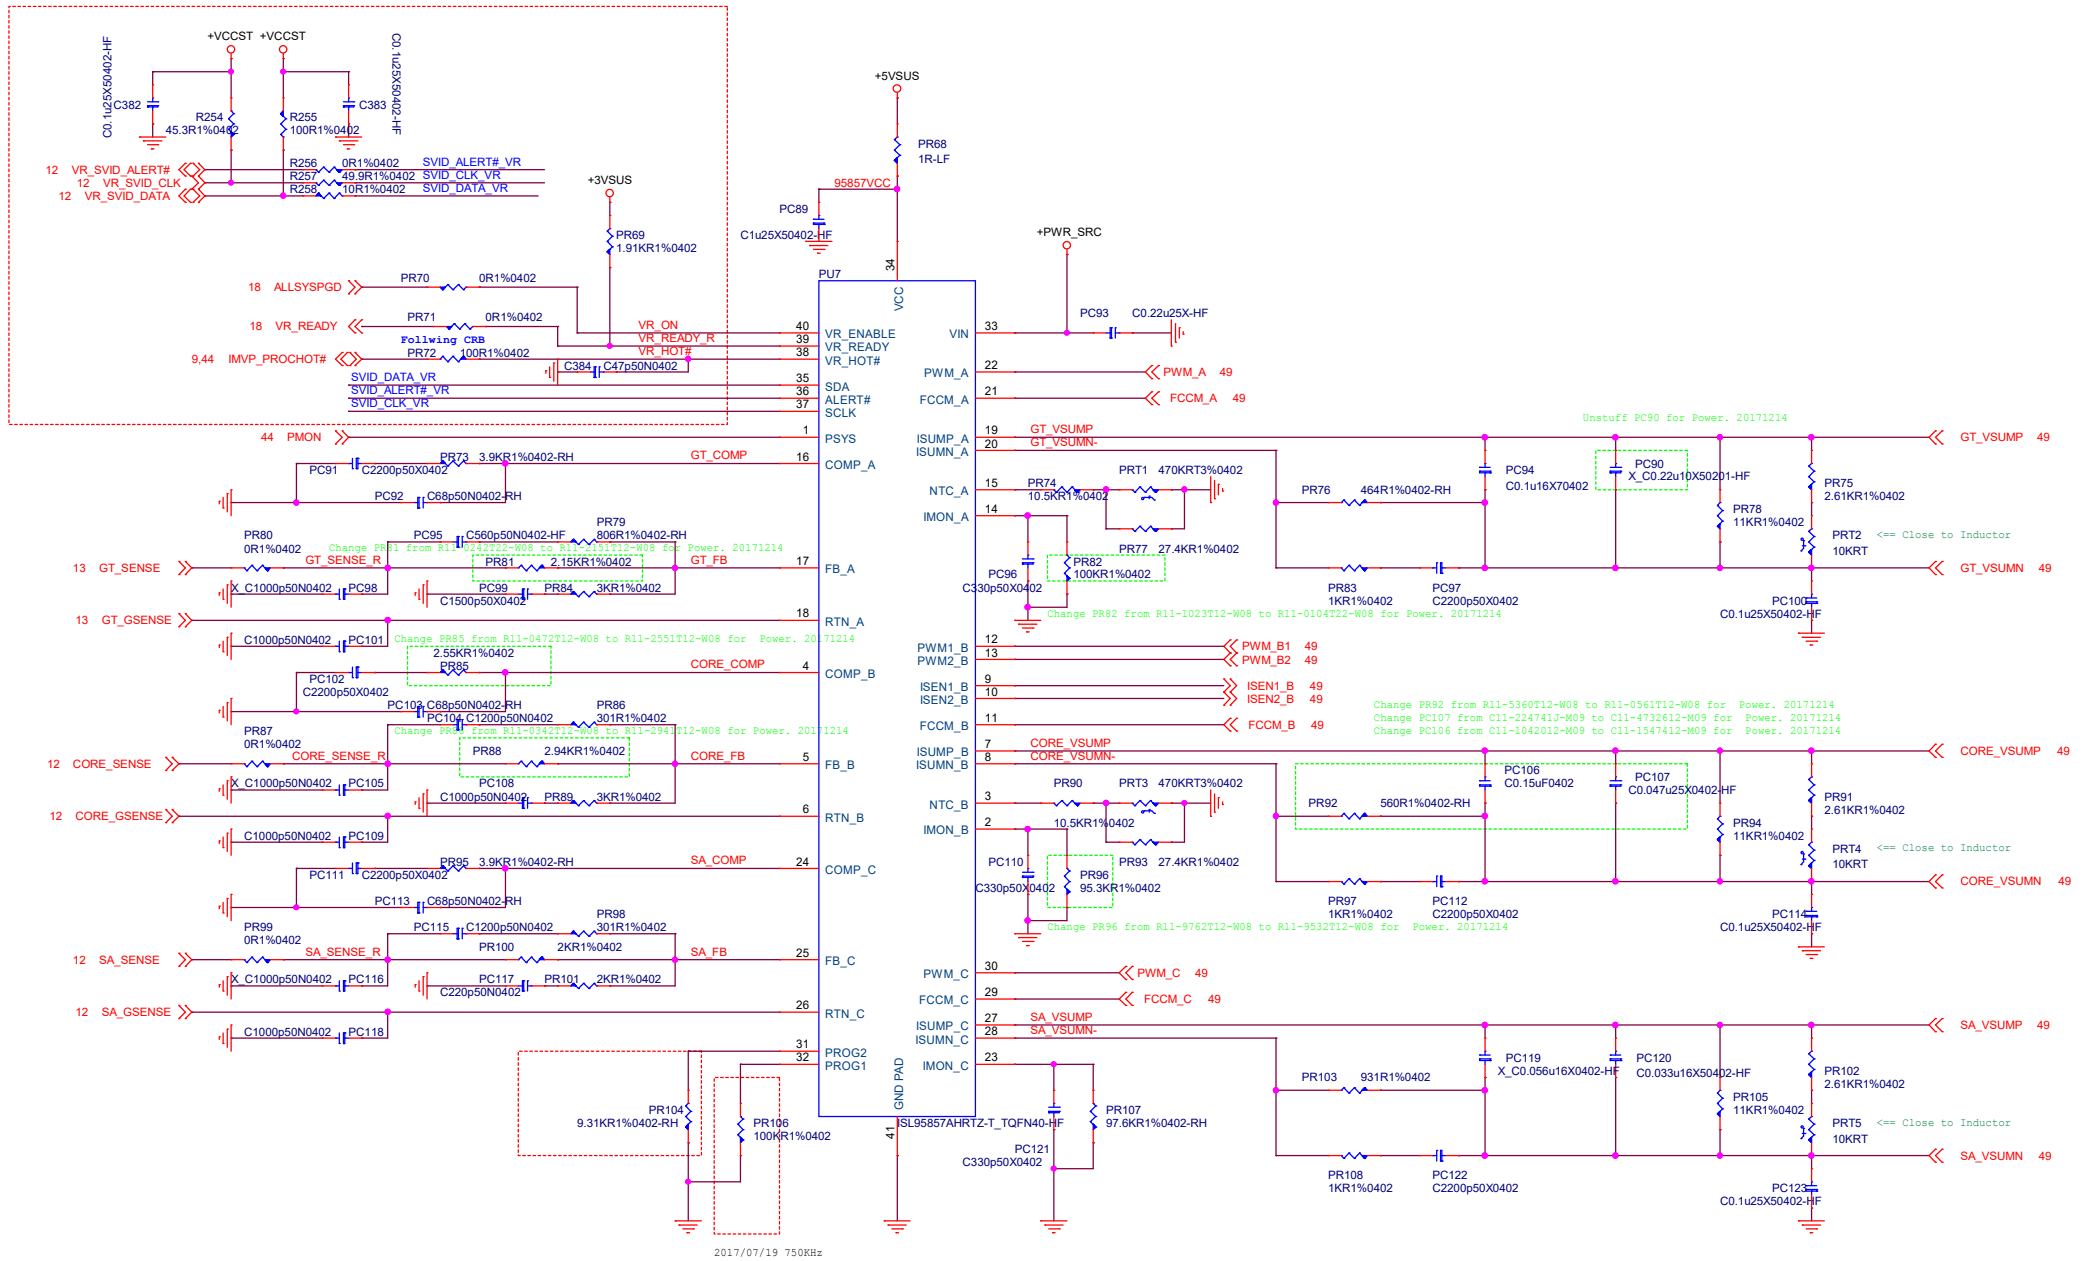 +VCCST +VCCST
C0.1u25X50402-HF
C0.1u25X50402-HF
C382
C383
R254
45.3R1%0402
R255
100R1%0402
12 VR_SVID_ALERT#
R256 0R1%0402 SVID_ALERT#_VR
12 VR_SVID_CLK
R257 49.9R1%0402 SVID_CLK_VR
12 VR_SVID_DATA
R258 10R1%0402 SVID_DATA_VR
+3VSUS
PR69
1.91KR1%0402
18 ALLSYSPGD
PR70 0R1%0402
18 VR_READY
PR71 0R1%0402
Follwing CRB
9,44 IMVP_PROCHOT#
PR72 100R1%0402
VR_ON
VR_READY_R
VR_HOT#
C384 C47p50N0402
SVID_DATA_VR
SVID_ALERT#_VR
SVID_CLK_VR
+5VSUS
PR68
1R-LF
95857VCC
PC89
C1u25X50402-HF
+PWR_SRC
PC93 C0.22u25X-HF
PU7
34 VCC
40 VR_ENABLE
39 VR_READY
38 VR_HOT#
35 SDA
36 ALERT#
37 SCLK
1 PSYS
16 COMP_A
17 FB_A
18 RTN_A
4 COMP_B
5 FB_B
6 RTN_B
24 COMP_C
25 FB_C
26 RTN_C
31 PROG2
32 PROG1
41 GND PAD
ISL95857AHRTZ-T_TQFN40-HF
VIN 33
PWM_A 22
FCCM_A 21
ISUMP_A 19
ISUMN_A 20
NTC_A 15
IMON_A 14
PWM1_B 12
PWM2_B 13
ISEN1_B 9
ISEN2_B 10
FCCM_B 11
ISUMP_B 7
ISUMN_B 8
NTC_B 3
IMON_B 2
PWM_C 30
FCCM_C 29
ISUMP_C 27
ISUMN_C 28
IMON_C 23
44 PMON
PC91 C2200p50X0402
PR73 3.9KR1%0402-RH
GT_COMP
PC92 C68p50N0402-RH
PR80
0R1%0402
PC95 C560p50N0402-HF
PR79
806R1%0402-RH
Change PR81 from R11-0242T22-W08 to R11-2151T12-W08 for Power. 20171214
13 GT_SENSE
GT_SENSE_R
PR81 2.15KR1%0402
GT_FB
X_C1000p50N0402 PC98
PC99
C1500p50X0402
PR84 3KR1%0402
13 GT_GSENSE
C1000p50N0402 PC101
Change PR85 from R11-0472T12-W08 to R11-2551T12-W08 for  Power. 20171214
2.55KR1%0402
PR85
CORE_COMP
PC102
C2200p50X0402
PC103 C68p50N0402-RH
PC104 C1200p50N0402
PR86
301R1%0402
PR87
0R1%0402
Change PR88 from R11-0342T12-W08 to R11-2941T12-W08 for Power. 20171214
12 CORE_SENSE
CORE_SENSE_R
PR88 2.94KR1%0402
CORE_FB
X_C1000p50N0402 PC105
PC108
C1000p50N0402
PR89 3KR1%0402
12 CORE_GSENSE
C1000p50N0402 PC109
PC111 C2200p50X0402
PR95 3.9KR1%0402-RH
SA_COMP
PC113 C68p50N0402-RH
PR99
0R1%0402
PC115 C1200p50N0402
PR98
301R1%0402
12 SA_SENSE
SA_SENSE_R
PR100 2KR1%0402
SA_FB
X_C1000p50N0402 PC116
PC117
C220p50N0402
PR101 2KR1%0402
12 SA_GSENSE
C1000p50N0402 PC118
PR104
9.31KR1%0402-RH
PR106
100KR1%0402
2017/07/19 750KHz
PWM_A 49
FCCM_A 49
GT_VSUMP
GT_VSUMN-
Unstuff PC90 for Power. 20171214
GT_VSUMP 49
PR74
10.5KR1%0402
PRT1 470KRT3%0402
PR77 27.4KR1%0402
PC96
C330p50X0402
PR82
100KR1%0402
Change PR82 from R11-1023T12-W08 to R11-0104T22-W08 for  Power. 20171214
PR76 464R1%0402-RH
PC94
C0.1u16X70402
PC90
X_C0.22u10X50201-HF
PR75
2.61KR1%0402
PR78
11KR1%0402
PRT2
10KRT
<== Close to Inductor
PR83
1KR1%0402
PC97
C2200p50X0402
GT_VSUMN 49
PC100
C0.1u25X50402-HF
PWM_B1 49
PWM_B2 49
ISEN1_B 49
ISEN2_B 49
FCCM_B 49
Change PR92 from R11-5360T12-W08 to R11-0561T12-W08 for  Power. 20171214
Change PC107 from C11-224741J-M09 to C11-4732612-M09 for  Power. 20171214
Change PC106 from C11-1042012-M09 to C11-1547412-M09 for  Power. 20171214
CORE_VSUMP
CORE_VSUMN-
CORE_VSUMP 49
PR90
10.5KR1%0402
PRT3 470KRT3%0402
PR93 27.4KR1%0402
PC110
C330p50X0402
PR96
95.3KR1%0402
Change PR96 from R11-9762T12-W08 to R11-9532T12-W08 for  Power. 20171214
PR92 560R1%0402-RH
PC106
C0.15uF0402
PC107
C0.047u25X0402-HF
PR91
2.61KR1%0402
PR94
11KR1%0402
PRT4
10KRT
<== Close to Inductor
PR97
1KR1%0402
PC112
C2200p50X0402
CORE_VSUMN 49
PC114
C0.1u25X50402-HF
PWM_C 49
FCCM_C 49
SA_VSUMP
SA_VSUMN-
SA_VSUMP 49
PC121
C330p50X0402
PR107
97.6KR1%0402-RH
PR103 931R1%0402
PC119
X_C0.056u16X0402-HF
PC120
C0.033u16X50402-HF
PR102
2.61KR1%0402
PR105
11KR1%0402
PRT5
10KRT
<== Close to Inductor
PR108
1KR1%0402
PC122
C2200p50X0402
SA_VSUMN 49
PC123
C0.1u25X50402-HF